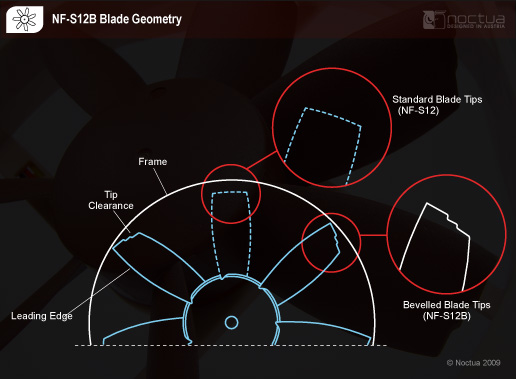 NF-S12B Blade Geometry
noctua
DESIGNED IN AUSTRIA
Standard Blade Tips
(NF-S12)
Frame
Tip
Clearance
Leading Edge
Bevelled Blade Tips
(NF-S12B)
© Noctua 2009